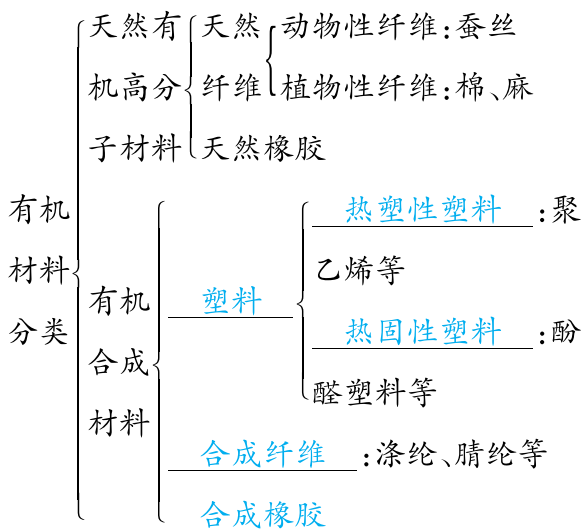 有机材料分类
天然有机高分子材料
天然纤维
动物性纤维:蚕丝
植物性纤维:棉、麻
天然橡胶
有机合成材料
塑料
热塑性塑料:聚乙烯等
热固性塑料:酚醛塑料等
合成纤维:涤纶、腈纶等
合成橡胶